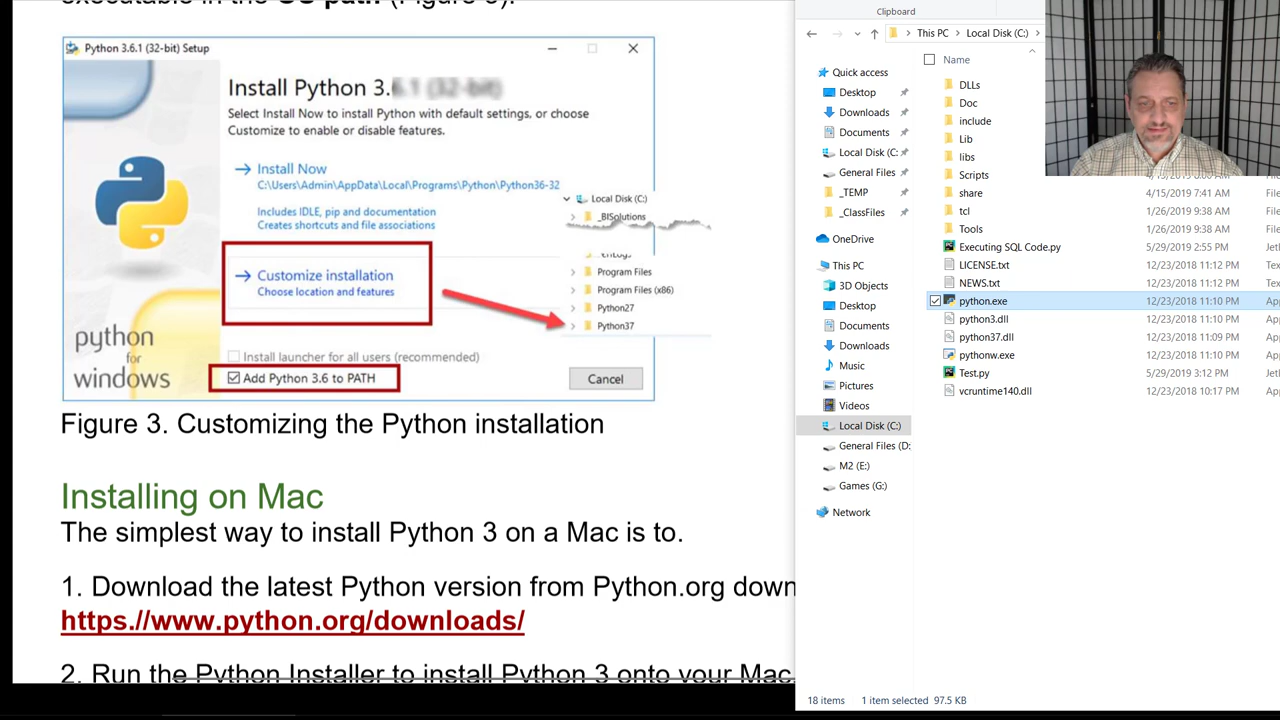 Python 3.6.1 (32-bit) Setup
Install Python 3.
Select Install Now to install Python with default settings, or choose
Customize to enable or disable features.
Install Now
C:\Users\Admin\AppData\Local\Programs\Python\Python36-32
Includes IDLE, pip and documentation
Creates shortcuts and file associations
Customize installation
Choose location and features
python
for
windows
Install launcher for all users (recommended)
Add Python 3.6 to PATH
Cancel
Local Disk (C:)
_BISolutions
Program Files
Program Files (x86)
Python27
Python37
Figure 3. Customizing the Python installation
Installing on Mac
The simplest way to install Python 3 on a Mac is to.
1. Download the latest Python version from Python.org down
https.//www.python.org/downloads/
2. Run the Python Installer to install Python 3 onto your Mac.
Clipboard
This PC > Local Disk (C:) >
Quick access
Desktop
Downloads
Documents
Local Disk (C:
General Files
_TEMP
_ClassFiles
OneDrive
This PC
3D Objects
Desktop
Documents
Downloads
Music
Pictures
Videos
Local Disk (C:)
General Files (D:
M2 (E:)
Games (G:)
Network
Name
DLLs
Doc
include
Lib
libs
Scripts
share 4/15/2019 7:41 AM File
tcl 1/26/2019 9:38 AM File
Tools 1/26/2019 9:38 AM File
Executing SQL Code.py 5/29/2019 2:55 PM Jet
LICENSE.txt 12/23/2018 11:12 PM Tex
NEWS.txt 12/23/2018 11:12 PM Tex
python.exe 12/23/2018 11:10 PM App
python3.dll 12/23/2018 11:10 PM App
python37.dll 12/23/2018 11:09 PM App
pythonw.exe 12/23/2018 11:10 PM App
Test.py 5/29/2019 3:12 PM Jet
vcruntime140.dll 12/23/2018 10:17 PM App
18 items 1 item selected 97.5 KB